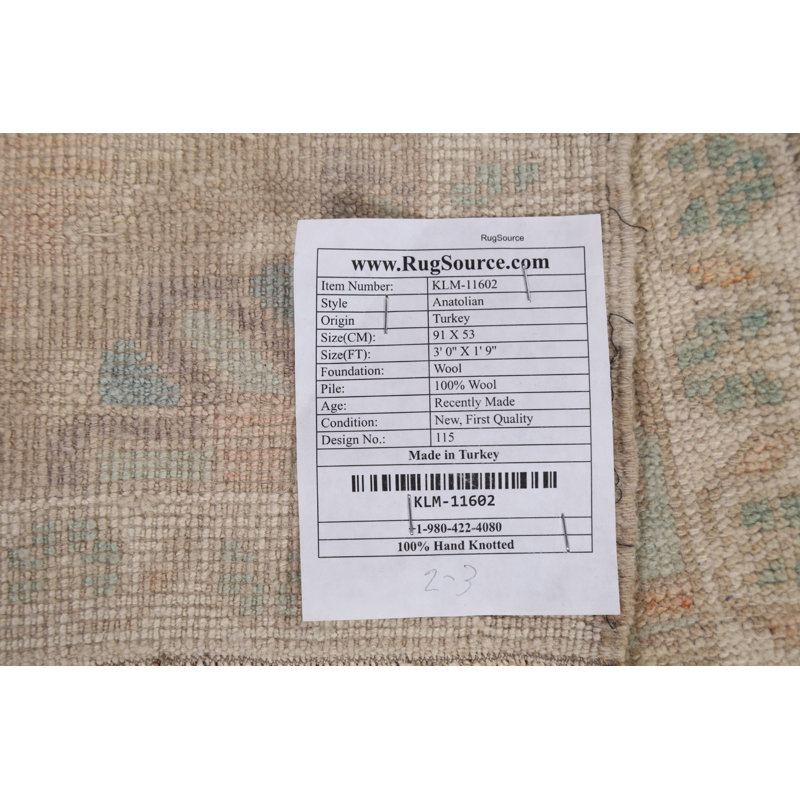 RugSource
www.RugSource.com
Item Number: KLM-11602
Style Anatolian
Origin Turkey
Size(CM): 91 X 53
Size(FT): 3' 0" X 1' 9"
Foundation: Wool
Pile: 100% Wool
Age: Recently Made
Condition: New, First Quality
Design No.: 115
Made in Turkey
KLM-11602
+1-980-422-4080
100% Hand Knotted
2-3